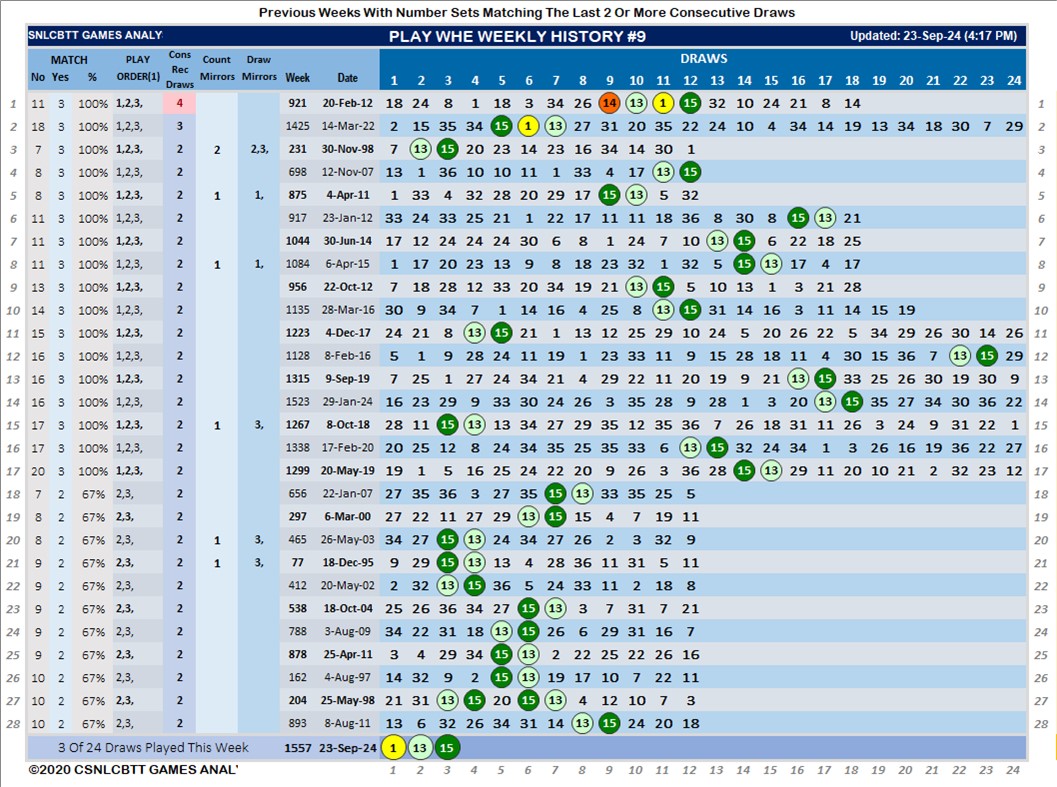 Previous Weeks With Number Sets Matching The Last 2 Or More Consecutive Draws
SNLCBTT GAMES ANALY PLAY WHE WEEKLY HISTORY #9 Updated: 23-Sep-24 (4:17 PM)
MATCH PLAY Cons Count Draw DRAWS
No Yes % ORDER(1) Rec Draws Mirrors Mirrors Week Date 1 2 3 4 5 6 7 8 9 10 11 12 13 14 15 16 17 18 19 20 21 22 23 24
1 11 3 100% 1,2,3, 4 921 20-Feb-12 18 24 8 1 18 3 34 26 14 13 1 15 32 10 24 21 8 14 1
2 18 3 100% 1,2,3, 3 1425 14-Mar-22 2 15 35 34 15 1 13 27 31 20 35 22 24 10 4 34 14 19 13 34 18 30 7 29 2
3 7 3 100% 1,2,3, 2 2 2,3, 231 30-Nov-98 7 13 15 20 23 14 23 16 34 14 30 1 3
4 8 3 100% 1,2,3, 2 698 12-Nov-07 13 1 36 10 10 11 1 33 4 17 13 15 4
5 8 3 100% 1,2,3, 2 1 1, 875 4-Apr-11 1 33 4 32 28 20 29 17 15 13 5 32 5
6 11 3 100% 1,2,3, 2 917 23-Jan-12 33 24 33 25 21 1 22 17 11 11 18 36 8 30 8 15 13 21 6
7 11 3 100% 1,2,3, 2 1044 30-Jun-14 17 12 24 24 24 30 6 8 1 24 7 10 13 15 6 22 18 25 7
8 11 3 100% 1,2,3, 2 1 1, 1084 6-Apr-15 1 17 20 23 13 9 8 18 23 32 1 32 5 15 13 17 4 17 8
9 13 3 100% 1,2,3, 2 956 22-Oct-12 7 18 28 12 33 20 34 19 21 13 15 5 10 13 1 3 21 28 9
10 14 3 100% 1,2,3, 2 1135 28-Mar-16 30 9 34 7 1 14 16 4 25 8 13 15 31 14 16 3 11 14 15 19 10
11 15 3 100% 1,2,3, 2 1223 4-Dec-17 24 21 8 13 15 21 1 13 12 25 29 10 24 5 20 26 22 5 34 29 26 30 14 26 11
12 16 3 100% 1,2,3, 2 1128 8-Feb-16 5 1 9 28 24 11 19 1 23 33 11 9 15 28 18 11 4 30 15 36 7 13 15 29 12
13 16 3 100% 1,2,3, 2 1315 9-Sep-19 7 25 1 27 24 34 21 4 29 22 11 20 19 9 21 13 15 33 25 26 30 19 30 9 13
14 16 3 100% 1,2,3, 2 1523 29-Jan-24 16 23 29 9 33 30 24 26 3 35 28 9 28 1 3 20 13 15 35 27 34 30 36 22 14
15 17 3 100% 1,2,3, 2 1 3, 1267 8-Oct-18 28 11 15 13 13 34 27 29 35 12 35 36 7 26 18 31 11 26 3 24 9 31 22 1 15
16 16 3 100% 1,2,3, 2 1338 17-Feb-20 20 25 12 8 24 34 35 25 35 33 6 13 15 32 24 34 1 3 26 16 19 36 22 27 16
17 20 3 100% 1,2,3, 2 1299 20-May-19 19 1 5 16 25 24 22 20 9 26 3 36 28 15 13 29 11 20 10 21 2 32 23 12 17
18 7 2 67% 2,3, 2 656 22-Jan-07 27 35 36 3 27 35 15 13 33 35 25 5 18
19 8 2 67% 2,3, 2 297 6-Mar-00 27 22 11 27 29 13 15 15 4 7 19 11 19
20 8 2 67% 2,3, 2 1 3, 465 26-May-03 34 27 15 13 24 34 27 26 2 3 32 9 20
21 9 2 67% 2,3, 2 1 3, 77 18-Dec-95 9 29 15 13 13 4 28 36 11 31 5 11 21
22 9 2 67% 2,3, 2 412 20-May-02 2 32 13 15 36 5 24 33 11 2 18 8 22
23 9 2 67% 2,3, 2 538 18-Oct-04 25 26 36 34 27 15 13 3 7 31 7 21 23
24 9 2 67% 2,3, 2 788 3-Aug-09 34 22 31 18 13 15 26 6 29 31 16 7 24
25 9 2 67% 2,3, 2 878 25-Apr-11 3 4 29 34 15 13 2 22 25 22 26 16 25
26 10 2 67% 2,3, 2 162 4-Aug-97 14 32 9 2 15 13 19 17 10 7 22 11 26
27 10 2 67% 2,3, 2 204 25-May-98 21 31 13 15 20 15 13 4 12 10 7 3 27
28 10 2 67% 2,3, 2 893 8-Aug-11 13 6 32 26 34 31 14 13 15 24 20 18 28
3 Of 24 Draws Played This Week 1557 23-Sep-24 1 13 15
©2020 CSNLCBTT GAMES ANAL' 1 2 3 4 5 6 7 8 9 10 11 12 13 14 15 16 17 18 19 20 21 22 23 24